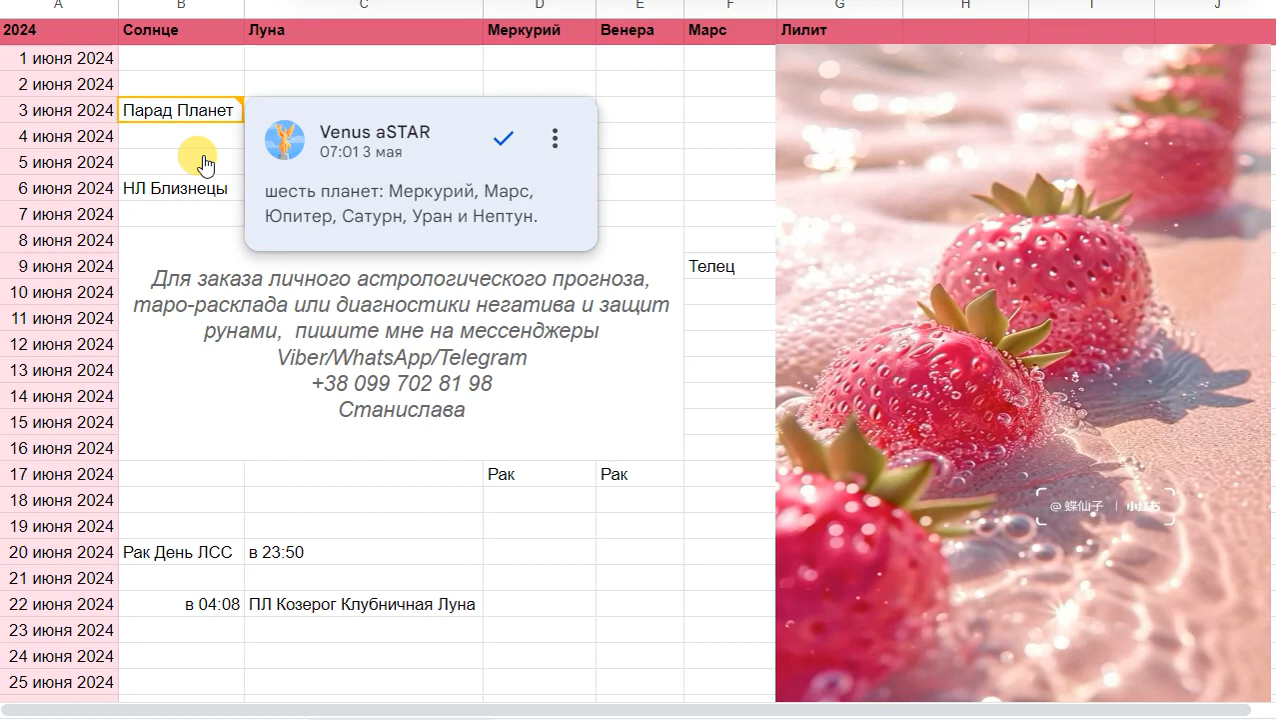 A B C D E F G H I J
2024 Солнце Луна Меркурий Венера Марс Лилит
1 июня 2024
2 июня 2024
3 июня 2024 Парад Планет
Venus aSTAR
07:01 3 мая
шесть планет: Меркурий, Марс,
Юпитер, Сатурн, Уран и Нептун.
4 июня 2024
5 июня 2024
6 июня 2024 НЛ Близнецы
7 июня 2024
8 июня 2024
9 июня 2024 Телец
Для заказа личного астрологического прогноза,
таро-расклада или диагностики негатива и защит
рунами, пишите мне на мессенджеры
Viber/WhatsApp/Telegram
+38 099 702 81 98
Станислава
10 июня 2024
11 июня 2024
12 июня 2024
13 июня 2024
14 июня 2024
15 июня 2024
16 июня 2024
17 июня 2024 Рак Рак
18 июня 2024
@ 蝶仙子 | 小红书
19 июня 2024
20 июня 2024 Рак День ЛСС в 23:50
21 июня 2024
22 июня 2024 в 04:08 ПЛ Козерог Клубничная Луна
23 июня 2024
24 июня 2024
25 июня 2024